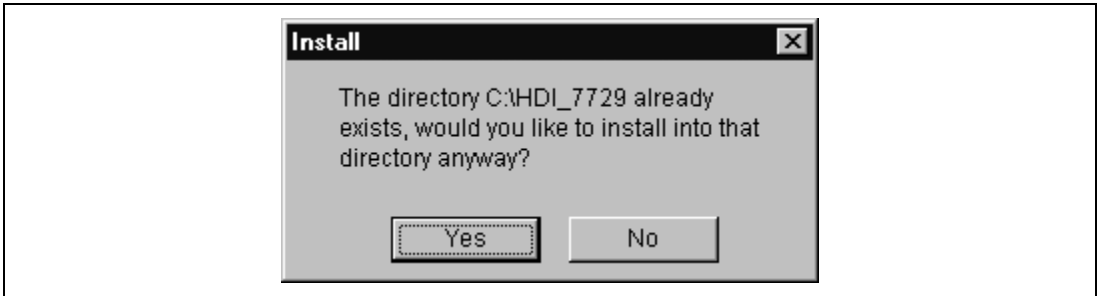 Install
The directory C:\HDI_7729 already
exists, would you like to install into that
directory anyway?
Yes
No